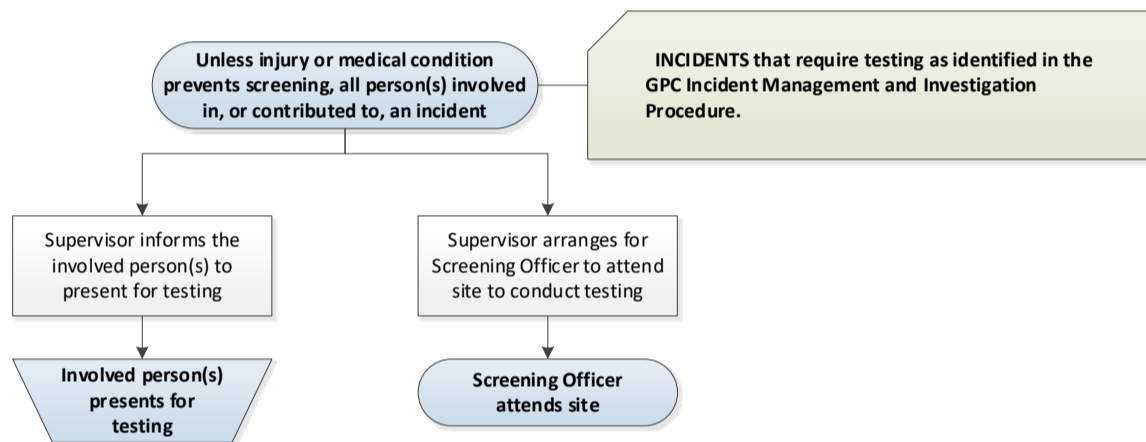 Unless injury or medical condition
prevents screening, all person(s) involved
in, or contributed to, an incident
INCIDENTS that require testing as identified in the
GPC Incident Management and Investigation
Procedure.
Supervisor informs the
involved person(s) to
present for testing
Supervisor arranges for
Screening Officer to attend
site to conduct testing
Involved person(s)
presents for
testing
Screening Officer
attends site